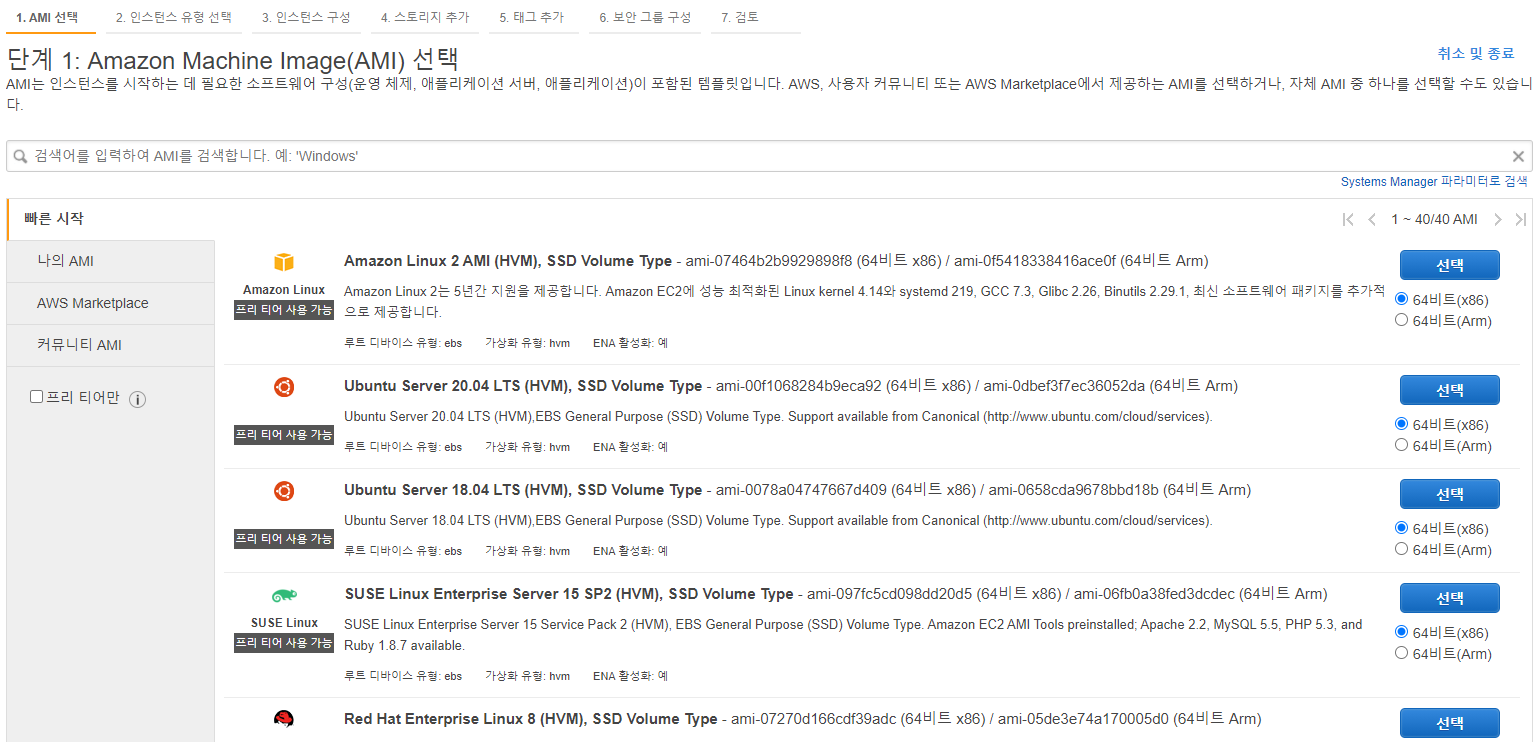 1. AMI 선택 2. 인스턴스 유형 선택 3. 인스턴스 구성 4. 스토리지 추가 5. 태그 추가 6. 보안 그룹 구성 7. 검토
단계 1: Amazon Machine Image(AMI) 선택
취소 및 종료
AMI는 인스턴스를 시작하는 데 필요한 소프트웨어 구성(운영 체제, 애플리케이션 서버, 애플리케이션)이 포함된 템플릿입니다. AWS, 사용자 커뮤니티 또는 AWS Marketplace에서 제공하는 AMI를 선택하거나, 자체 AMI 중 하나를 선택할 수도 있습니
다.
검색어를 입력하여 AMI를 검색합니다. 예: 'Windows'
Systems Manager 파라미터로 검색
빠른 시작
1 ~ 40/40 AMI
나의 AMI
AWS Marketplace
커뮤니티 AMI
프리 티어만
Amazon Linux
프리 티어 사용 가능
Amazon Linux 2 AMI (HVM), SSD Volume Type - ami-07464b2b9929898f8 (64비트 x86) / ami-0f5418338416ace0f (64비트 Arm)
Amazon Linux 2는 5년간 지원을 제공합니다. Amazon EC2에 성능 최적화된 Linux kernel 4.14와 systemd 219, GCC 7.3, Glibc 2.26, Binutils 2.29.1, 최신 소프트웨어 패키지를 추가적
으로 제공합니다.
루트 디바이스 유형: ebs 가상화 유형: hvm ENA 활성화: 예
선택
64비트(x86)
64비트(Arm)
프리 티어 사용 가능
Ubuntu Server 20.04 LTS (HVM), SSD Volume Type - ami-00f1068284b9eca92 (64비트 x86) / ami-0dbef3f7ec36052da (64비트 Arm)
Ubuntu Server 20.04 LTS (HVM),EBS General Purpose (SSD) Volume Type. Support available from Canonical (http://www.ubuntu.com/cloud/services).
루트 디바이스 유형: ebs 가상화 유형: hvm ENA 활성화: 예
선택
64비트(x86)
64비트(Arm)
프리 티어 사용 가능
Ubuntu Server 18.04 LTS (HVM), SSD Volume Type - ami-0078a04747667d409 (64비트 x86) / ami-0658cda9678bbd18b (64비트 Arm)
Ubuntu Server 18.04 LTS (HVM),EBS General Purpose (SSD) Volume Type. Support available from Canonical (http://www.ubuntu.com/cloud/services).
루트 디바이스 유형: ebs 가상화 유형: hvm ENA 활성화: 예
선택
64비트(x86)
64비트(Arm)
SUSE Linux
프리 티어 사용 가능
SUSE Linux Enterprise Server 15 SP2 (HVM), SSD Volume Type - ami-097fc5cd098dd20d5 (64비트 x86) / ami-06fb0a38fed3dcdec (64비트 Arm)
SUSE Linux Enterprise Server 15 Service Pack 2 (HVM), EBS General Purpose (SSD) Volume Type. Amazon EC2 AMI Tools preinstalled; Apache 2.2, MySQL 5.5, PHP 5.3, and
Ruby 1.8.7 available.
루트 디바이스 유형: ebs 가상화 유형: hvm ENA 활성화: 예
선택
64비트(x86)
64비트(Arm)
Red Hat Enterprise Linux 8 (HVM), SSD Volume Type - ami-07270d166cdf39adc (64비트 x86) / ami-05de3e74a170005d0 (64비트 Arm)
선택